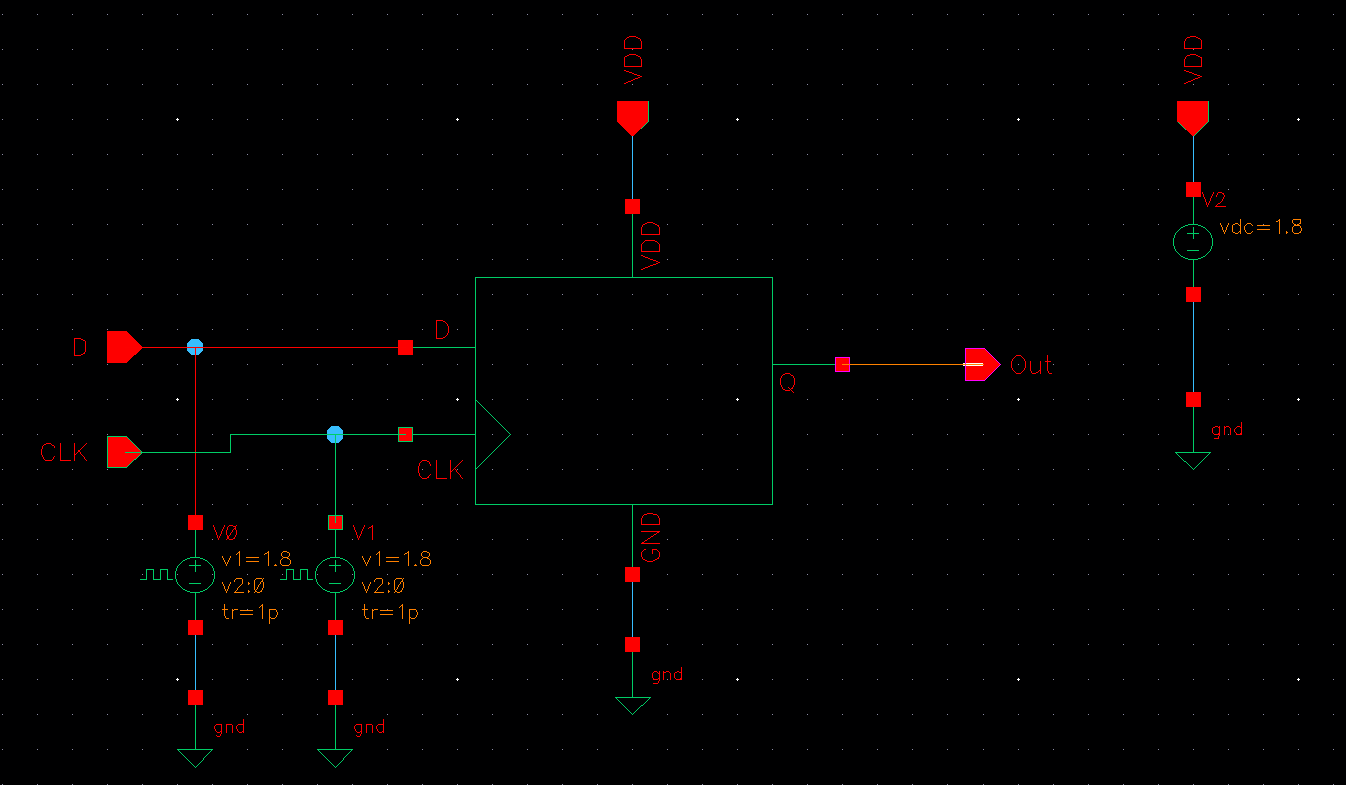 VDD
VDD
V2
vdc=1.8
VDD
D
D
Out
Q
CLK
CLK
gnd
GND
V0
v1=1.8
v2:0
tr=1p
V1
v1=1.8
v2:0
tr=1p
gnd
gnd
gnd